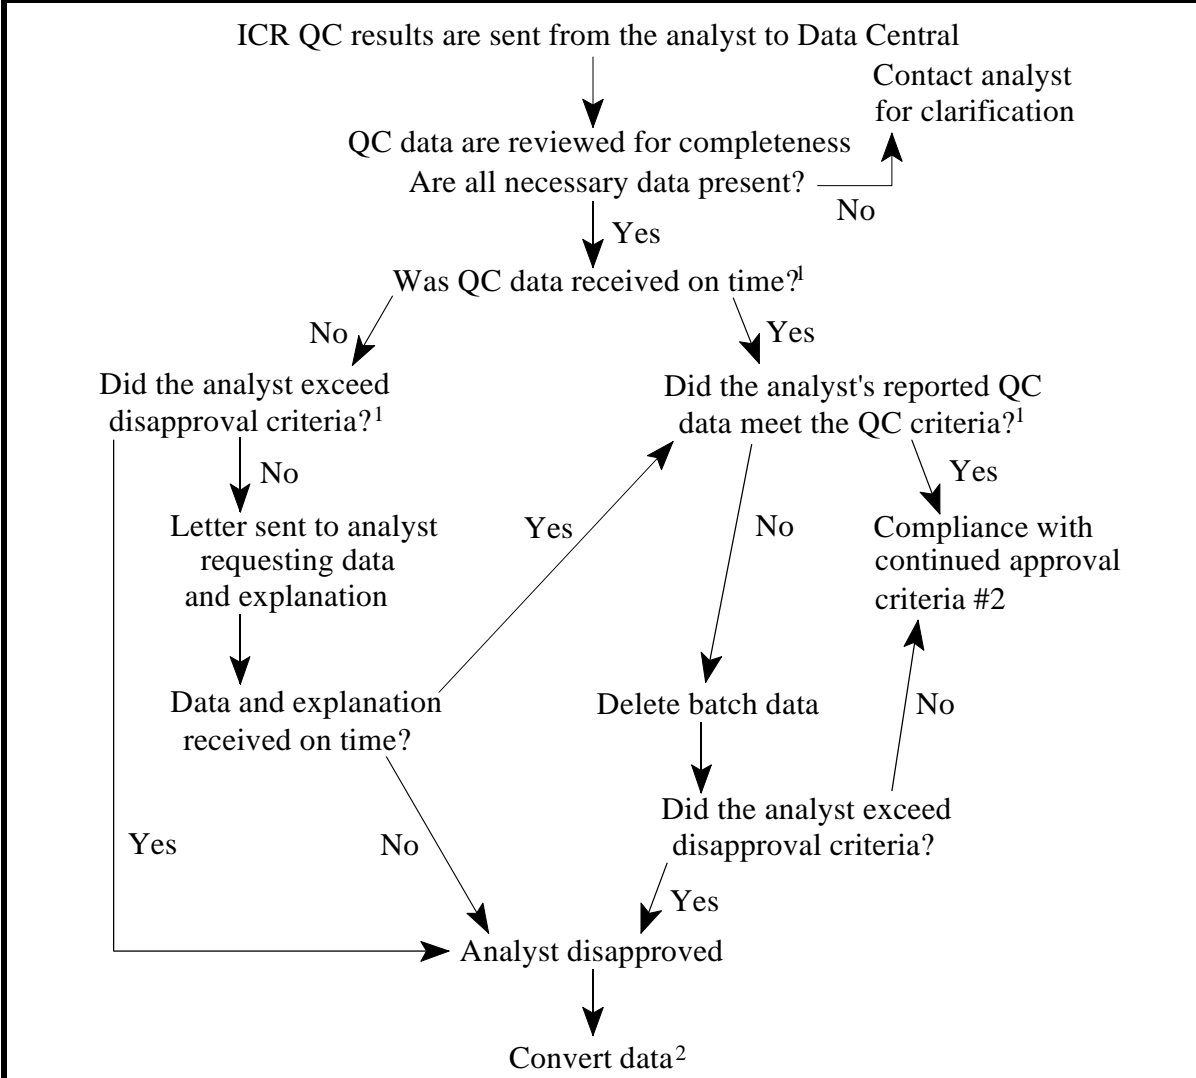 ICR QC results are sent from the analyst to Data Central
Contact analyst
for clarification
QC data are reviewed for completeness
Are all necessary data present?
No
Yes
Was QC data received on time?1
No
Yes
Did the analyst exceed
disapproval criteria?1
Did the analyst's reported QC
data meet the QC criteria?1
No
Yes
Letter sent to analyst
requesting data
and explanation
Yes
No
Compliance with
continued approval
criteria #2
Data and explanation
received on time?
Delete batch data
No
Did the analyst exceed
disapproval criteria?
Yes
No
Yes
Analyst disapproved
Convert data2